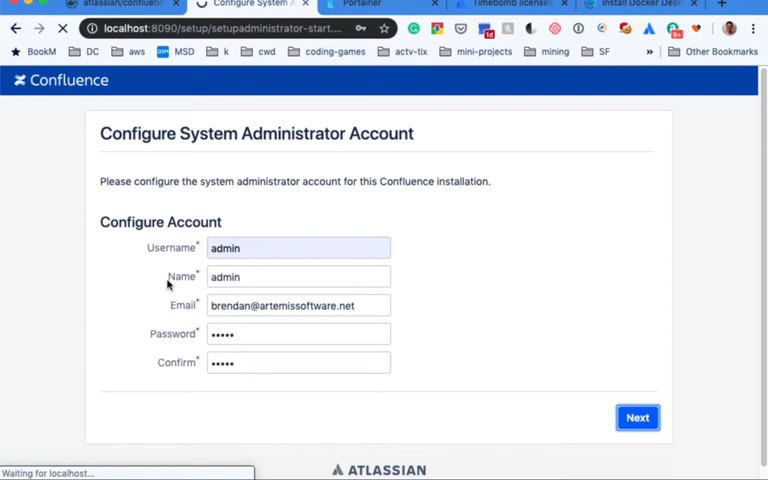 atlassian/confluen
Configure System A
Portainer
Timebomb licenses
Install Docker Desk
localhost:8090/setup/setupadministrator-start....
1d
9+
BookM
DC
aws
MSD
k
cwd
coding-games
actv-tix
mini-projects
mining
SF
»
Other Bookmarks
Confluence
Configure System Administrator Account
Please configure the system administrator account for this Confluence installation.
Configure Account
Username*
admin
Name*
admin
Email*
brendan@artemissoftware.net
Password*
•••••
Confirm*
•••••
Next
Waiting for localhost...
ATLASSIAN